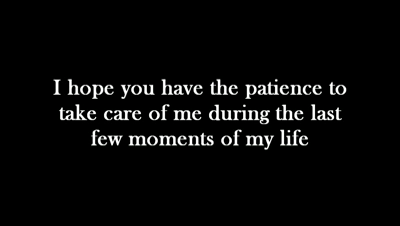 I hope you have the patience to
take care of me during the last
few moments of my life